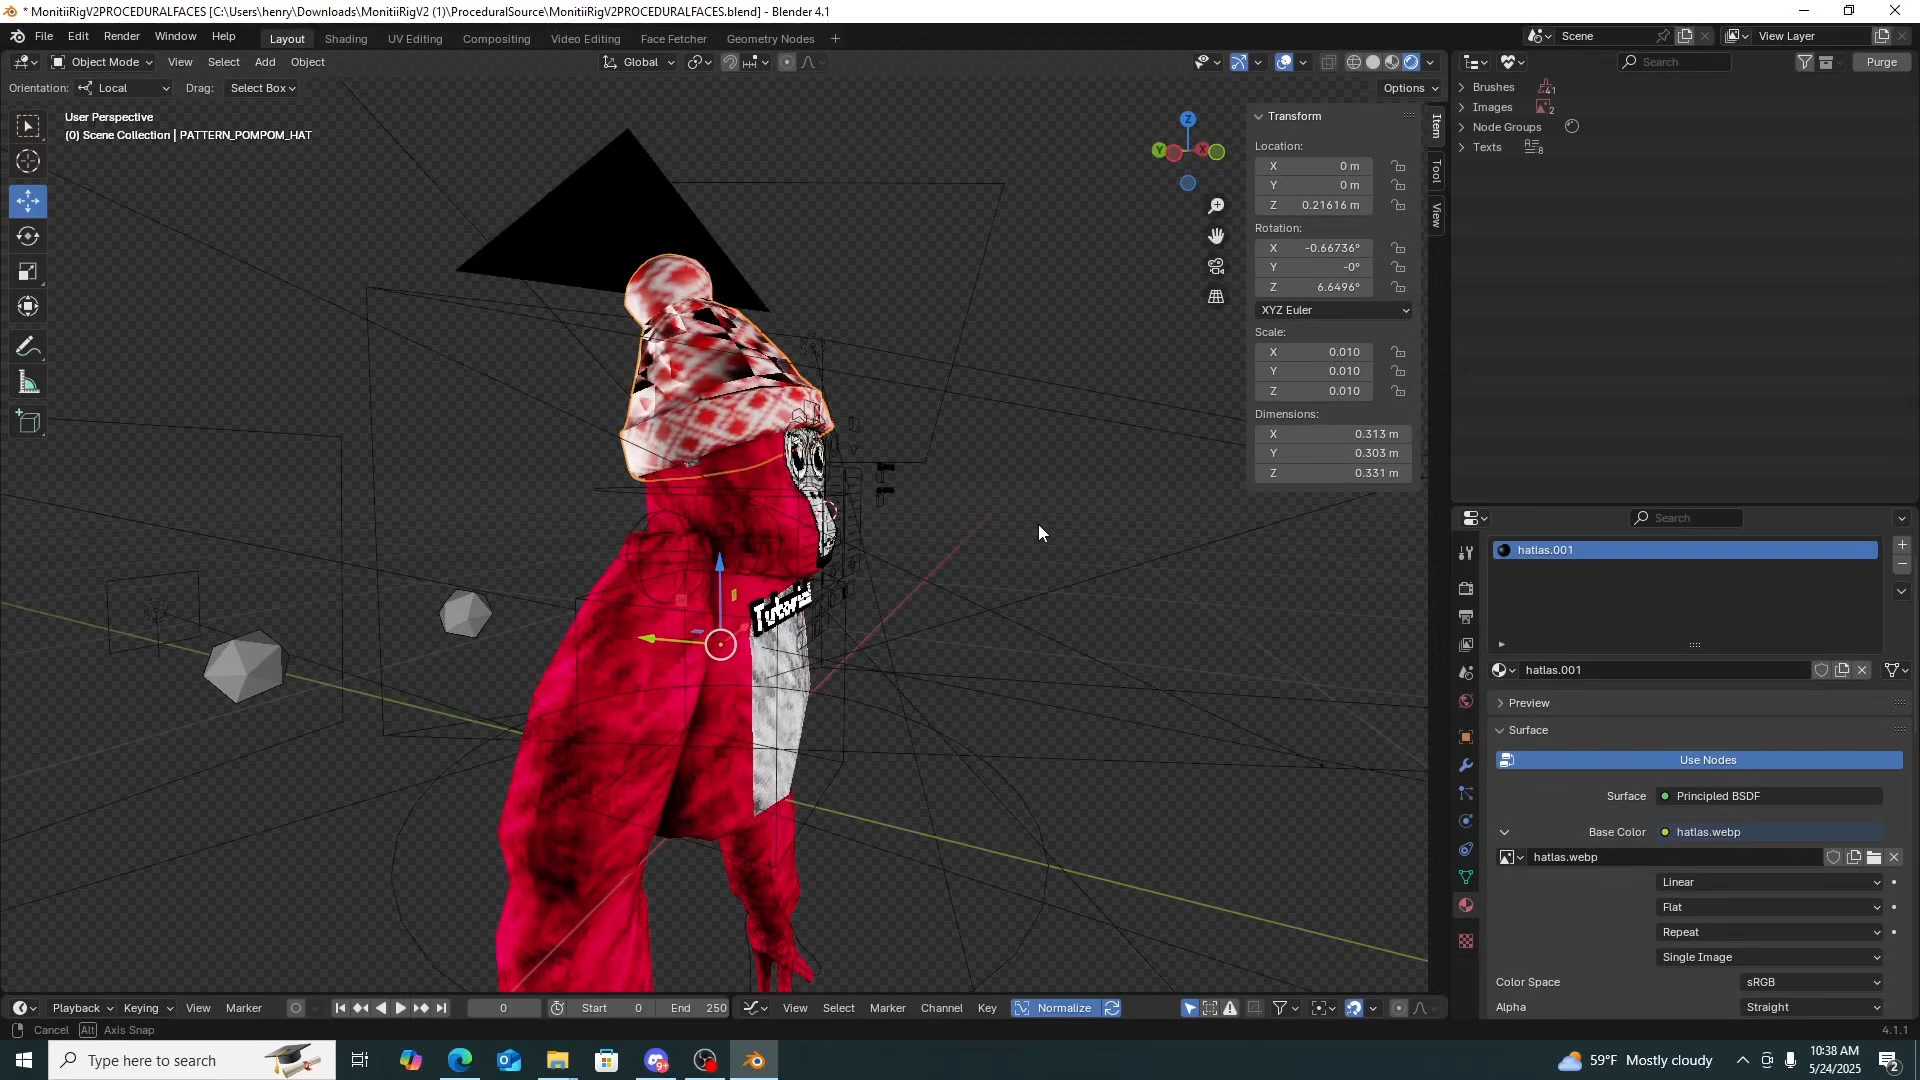 * MonitiiRigV2PROCEDURALFACES [C:\Users\henry\Downloads\MonitiiRigV2 (1)\ProceduralSource\MonitiiRigV2PROCEDURALFACES.blend] - Blender 4.1
File Edit Render Window Help Layout Shading UV Editing Compositing Video Editing Face Fetcher Geometry Nodes + Scene View Layer
Object Mode View Select Add Object Global Search Purge
Orientation: Local Drag: Select Box Options
User Perspective
(0) Scene Collection | PATTERN_POMPOM_HAT
Z
Y
X
Transform
Location:
X 0 m
Y 0 m
Z 0.21616 m
Rotation:
X -0.66736°
Y -0°
Z 6.6496°
XYZ Euler
Scale:
X 0.010
Y 0.010
Z 0.010
Dimensions:
X 0.313 m
Y 0.303 m
Z 0.331 m
Item
Tool
View
Brushes 41
Images 2
Node Groups
Texts 8
Search
hatlas.001
hatlas.001
Preview
Surface
Use Nodes
Surface Principled BSDF
Base Color hatlas.webp
hatlas.webp
Linear
Flat
Repeat
Single Image
Color Space sRGB
Alpha Straight
Tutorial
Playback Keying View Marker 0 Start 0 End 250 View Select Marker Channel Key Normalize
Cancel Alt Axis Snap 4.1.1
Type here to search 9+ 59°F Mostly cloudy 10:38 AM
5/24/2025 2